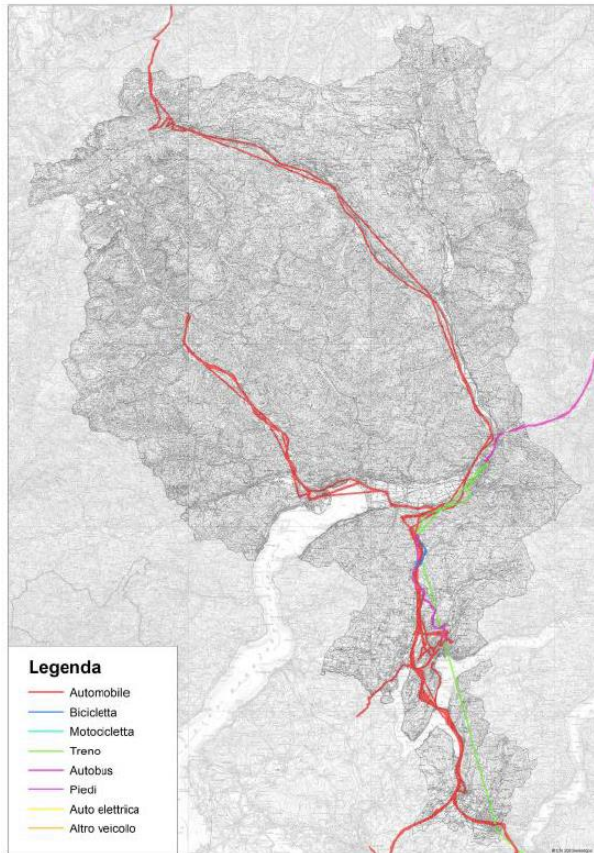 Legenda
Automobile
Bicicletta
Motocicletta
Treno
Autobus
Piedi
Auto elettrica
Altro veicolo